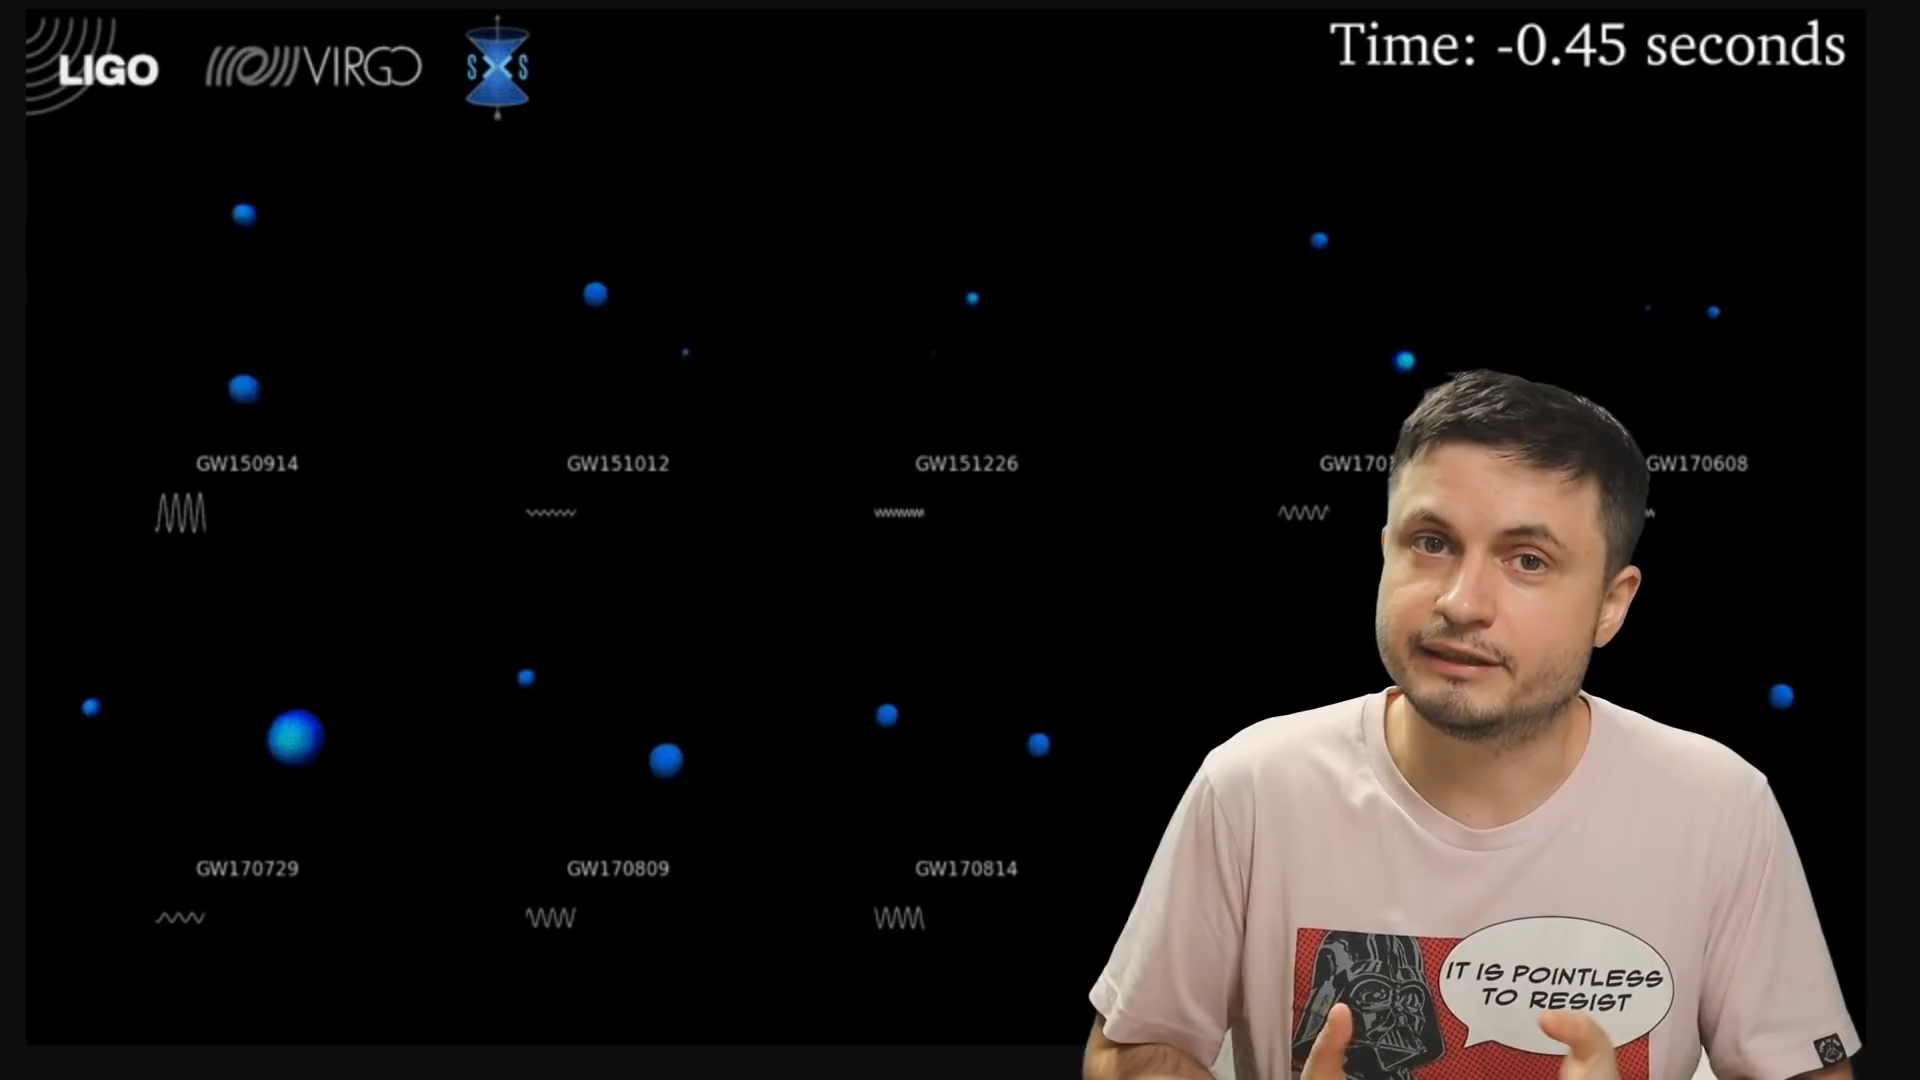 LIGO
VIRGO
SXS
Time: -0.45 seconds
GW150914
GW151012
GW151226
GW170
GW170608
GW170729
GW170809
GW170814
IT IS POINTLESS
TO RESIST